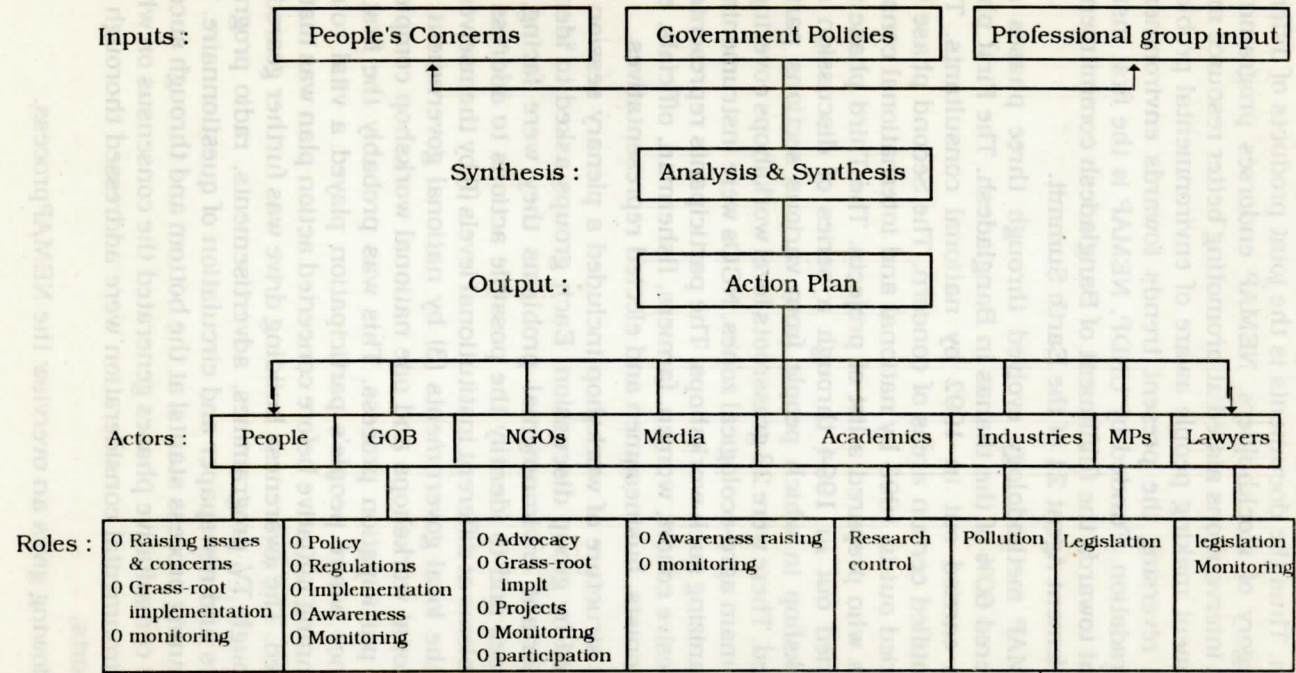 Inputs : People's Concerns Government Policies Professional group input
Synthesis : Analysis & Synthesis
Output : Action Plan
Actors : People GOB NGOs Media Academics Industries MPs Lawyers
Roles :
0 Raising issues
& concerns
0 Grass-root
implementation
0 monitoring
0 Policy
0 Regulations
0 Implementation
0 Awareness
0 Monitoring
0 Advocacy
0 Grass-root
implt
0 Projects
0 Monitoring
0 participation
0 Awareness raising
0 monitoring
Research
control
Pollution
Legislation
legislation
Monitoring